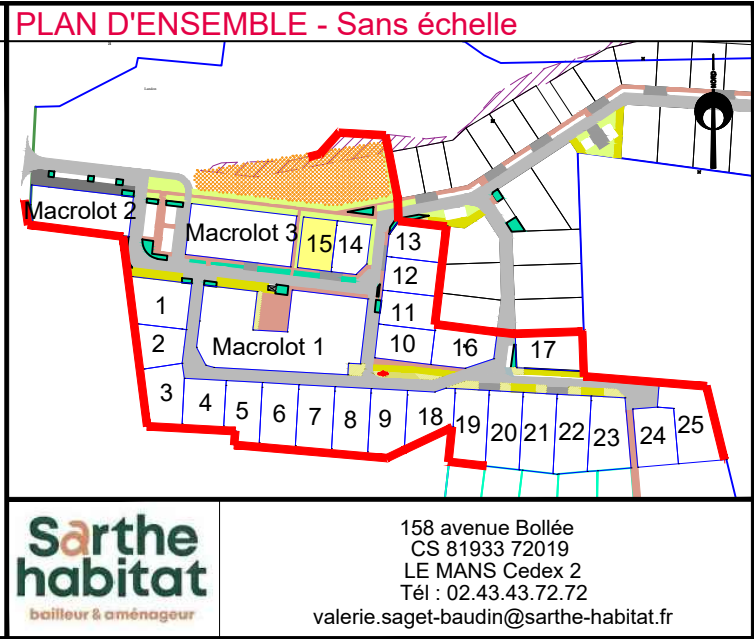 PLAN D'ENSEMBLE - Sans échelle
Macrolot 2
Macrolot 3
15
14
13
12
11
10
16
17
1
2
3
Macrolot 1
4
5
6
7
8
9
18
19
20
21
22
23
24
25
Sarthe
habitat
bailleur & aménageur
158 avenue Bollée
CS 81933 72019
LE MANS Cedex 2
Tél : 02.43.43.72.72
valerie.saget-baudin@sarthe-habitat.fr